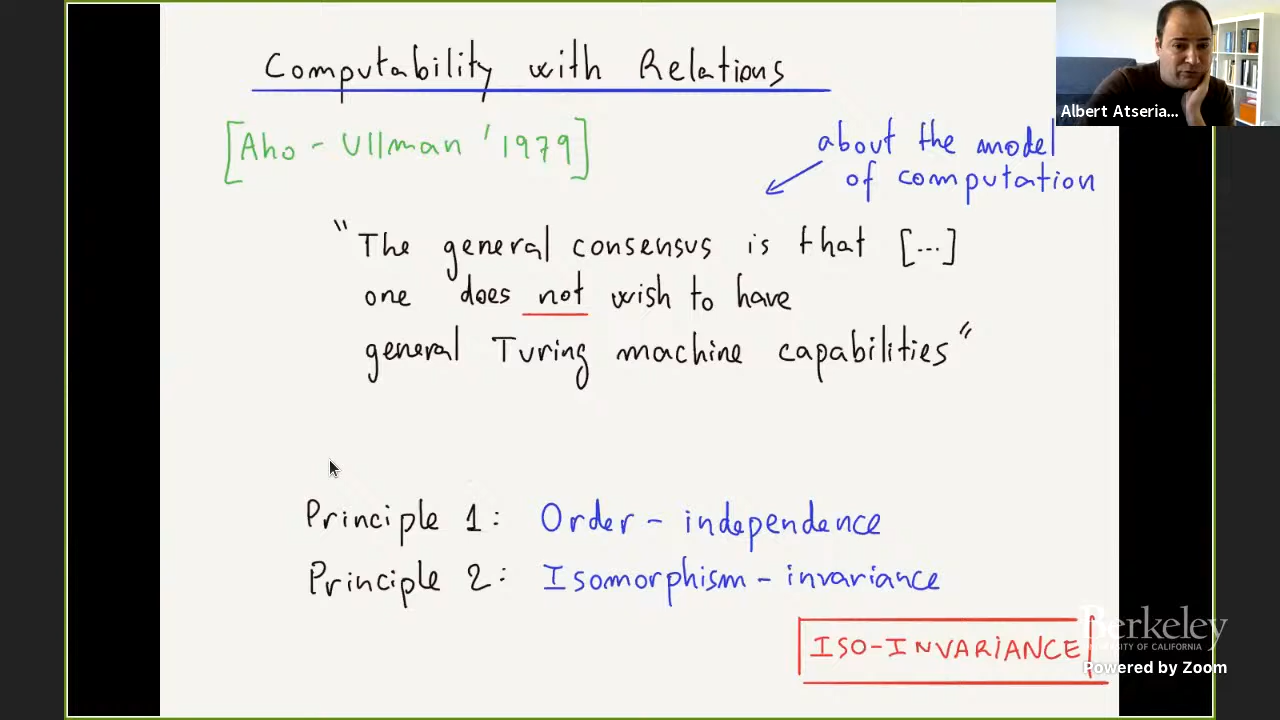 Computability with Relations
Albert Atseria...
[Aho - Ullman '1979]
about the model
of computation
"The general consensus is that [...]
one does not wish to have
general Turing machine capabilities"
Principle 1: Order - independence
Principle 2: Isomorphism - invariance
ISO-INVARIANCE
Berkeley
UNIVERSITY OF CALIFORNIA
Powered by Zoom